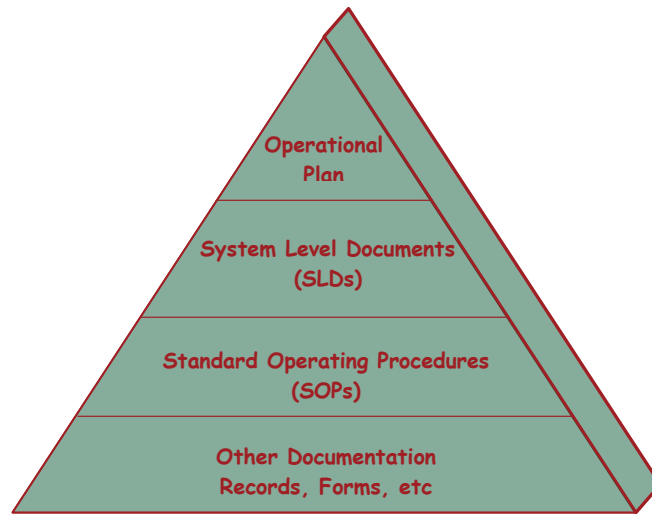 Operational
Plan
System Level Documents
(SLDs)
Standard Operating Procedures
(SOPs)
Other Documentation
Records, Forms, etc